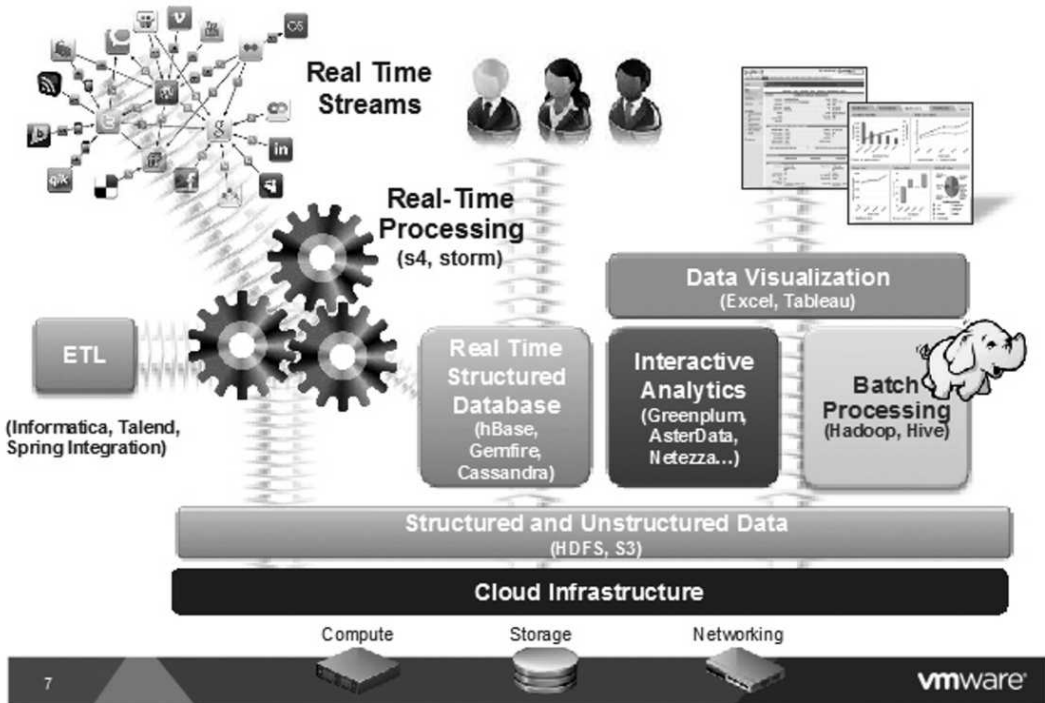 Real Time
Streams
Real-Time
Processing
(s4, storm)
Data Visualization
(Excel, Tableau)
ETL
(Informatica, Talend,
Spring Integration)
Real Time
Structured
Database
(hBase,
Gemfire,
Cassandra)
Interactive
Analytics
(Greenplum,
AsterData,
Netezza...)
Batch
Processing
(Hadoop, Hive)
Structured and Unstructured Data
(HDFS, S3)
Cloud Infrastructure
Compute
Storage
Networking
7
vmware
in
qik
f
g